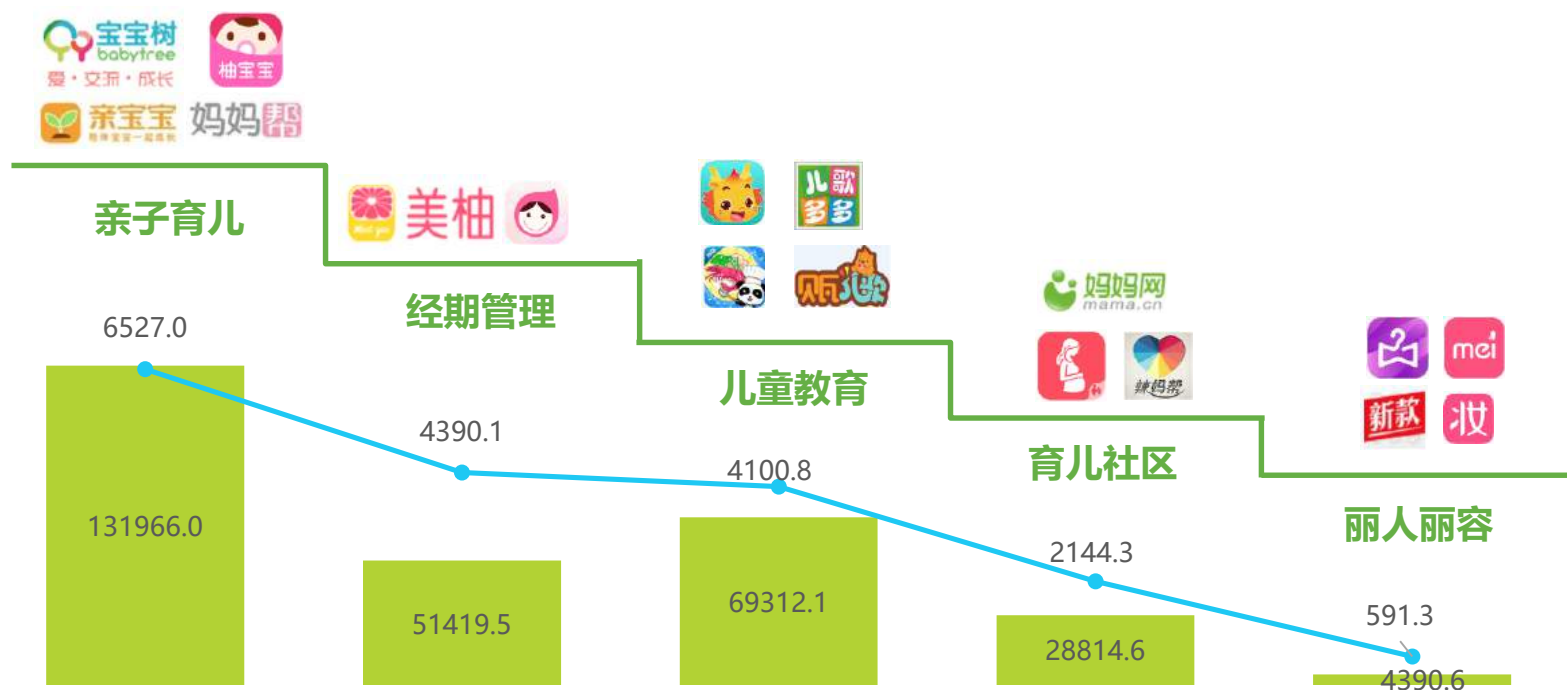 宝宝树
babytree
爱·交流·成长
柚宝宝
亲宝宝
妈妈帮
亲子育儿
美柚
经期管理
儿歌
多多
贝瓦儿歌
儿童教育
妈妈网
mama.cn
辣妈帮
育儿社区
mei
新款
妆
丽人丽容
6527.0
4390.1
4100.8
2144.3
591.3
131966.0
51419.5
69312.1
28814.6
4390.6